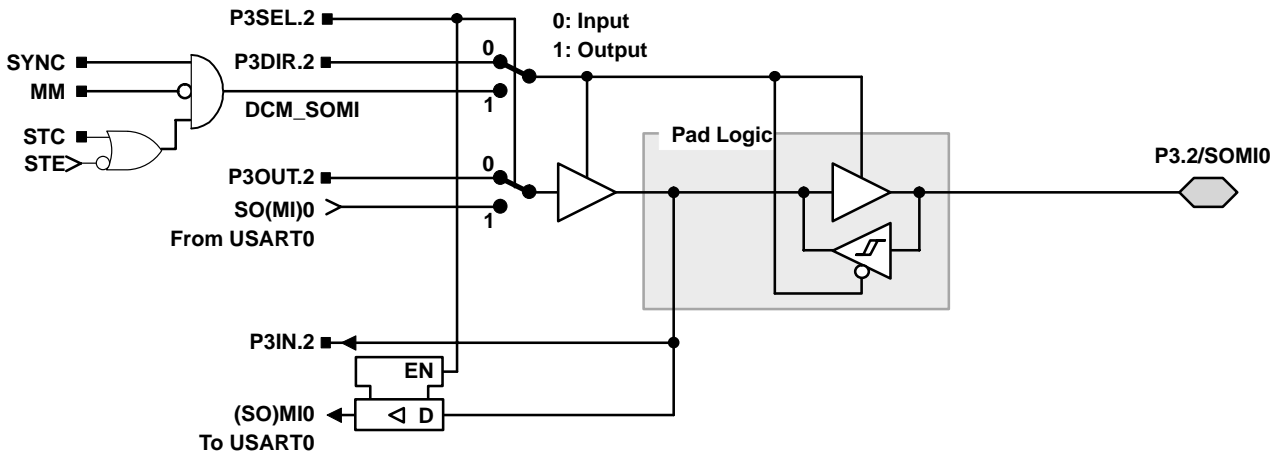 P3SEL.2
0: Input
1: Output
SYNC
P3DIR.2
0
MM
1
DCM_SOMI
STC
STE
Pad Logic
P3.2/SOMI0
P3OUT.2
0
SO(MI)0
1
From USART0
P3IN.2
EN
(SO)MI0
D
To USART0